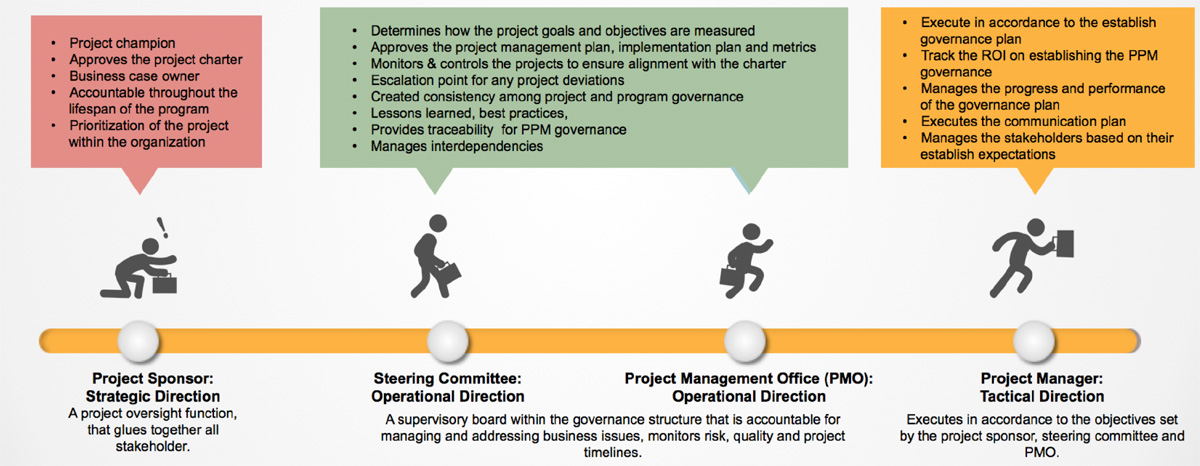 • Project champion
• Approves the project charter
• Business case owner
• Accountable throughout the
lifespan of the program
• Prioritization of the project
within the organization
• Determines how the project goals and objectives are measured
• Approves the project management plan, implementation plan and metrics
• Monitors & controls the projects to ensure alignment with the charter
• Escalation point for any project deviations
• Created consistency among project and program governance
• Lessons learned, best practices,
• Provides traceability for PPM governance
• Manages interdependencies
• Execute in accordance to the establish
governance plan
• Track the ROI on establishing the PPM
governance
• Manages the progress and performance
of the governance plan
• Executes the communication plan
• Manages the stakeholders based on their
establish expectations
!
Project Sponsor:
Strategic Direction
A project oversight function,
that glues together all
stakeholder.
Steering Committee:
Operational Direction
Project Management Office (PMO):
Operational Direction
A supervisory board within the governance structure that is accountable for
managing and addressing business issues, monitors risk, quality and project
timelines.
Project Manager:
Tactical Direction
Executes in accordance to the objectives set
by the project sponsor, steering committee and
PMO.